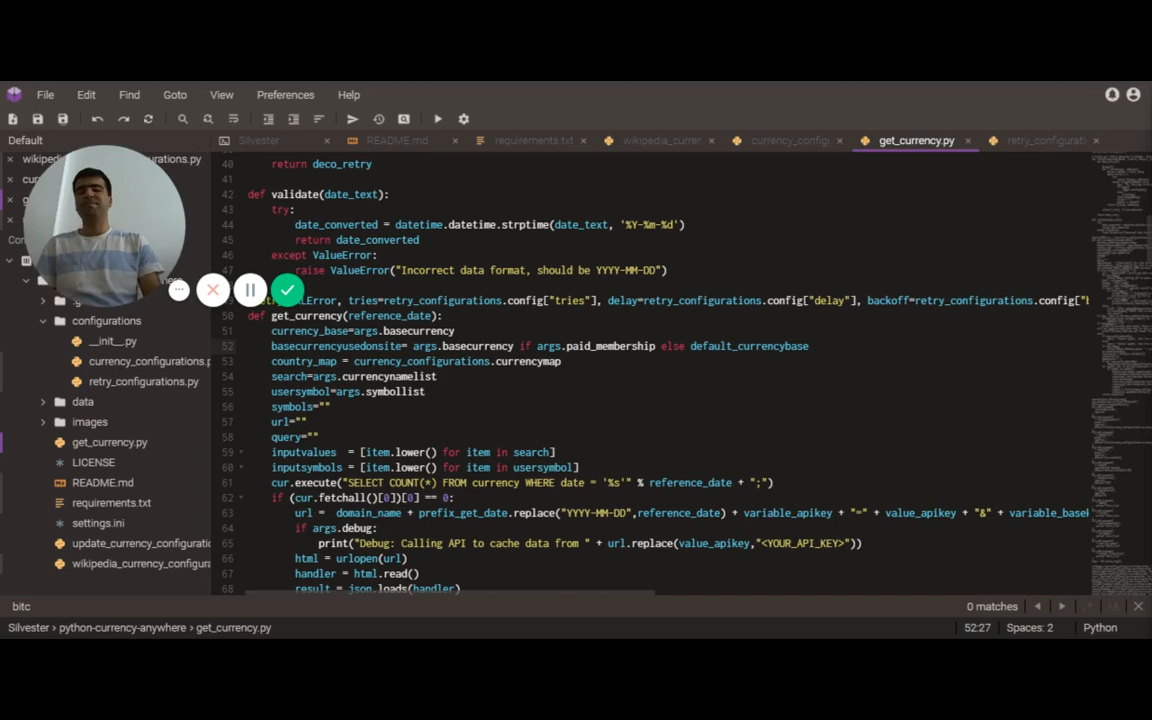 File Edit Find Goto View Preferences Help
Default
Silvester
README.md
requirements.txt
wikipedia_curre
currency_config
get_currency.py
retry_configurati
wikiped
configurations.py
configurations
__init__.py
currency_configurations.p
retry_configurations.py
data
images
get_currency.py
LICENSE
README.md
requirements.txt
settings.ini
update_currency_configuratio
wikipedia_currency_configura
40 return deco_retry
41
42 def validate(date_text):
43 try:
44 date_converted = datetime.datetime.strptime(date_text, '%Y-%m-%d')
45 return date_converted
46 except ValueError:
47 raise ValueError("Incorrect data format, should be YYYY-MM-DD")
Error, tries=retry_configurations.config["tries"], delay=retry_configurations.config["delay"], backoff=retry_configurations.config["b
50 def get_currency(reference_date):
51 currency_base=args.basecurrency
52 basecurrencyusedonsite= args.basecurrency if args.paid_membership else default_currencybase
53 country_map = currency_configurations.currencymap
54 search=args.currencynamelist
55 usersymbol=args.symbollist
56 symbols=""
57 url=""
58 query=""
59 inputvalues = [item.lower() for item in search]
60 inputsymbols = [item.lower() for item in usersymbol]
61 cur.execute("SELECT COUNT(*) FROM currency WHERE date = '%s'" % reference_date + ";")
62 if (cur.fetchall()[0])[0] == 0:
63 url = domain_name + prefix_get_date.replace("YYYY-MM-DD",reference_date) + variable_apikey + "=" + value_apikey + "&" + variable_basel
64 if args.debug:
65 print("Debug: Calling API to cache data from " + url.replace(value_apikey,"<YOUR_API_KEY>"))
66 html = urlopen(url)
67 handler = html.read()
68 result = json.loads(handler)
bitc 0 matches
Silvester > python-currency-anywhere > get_currency.py 52:27 Spaces: 2 Python